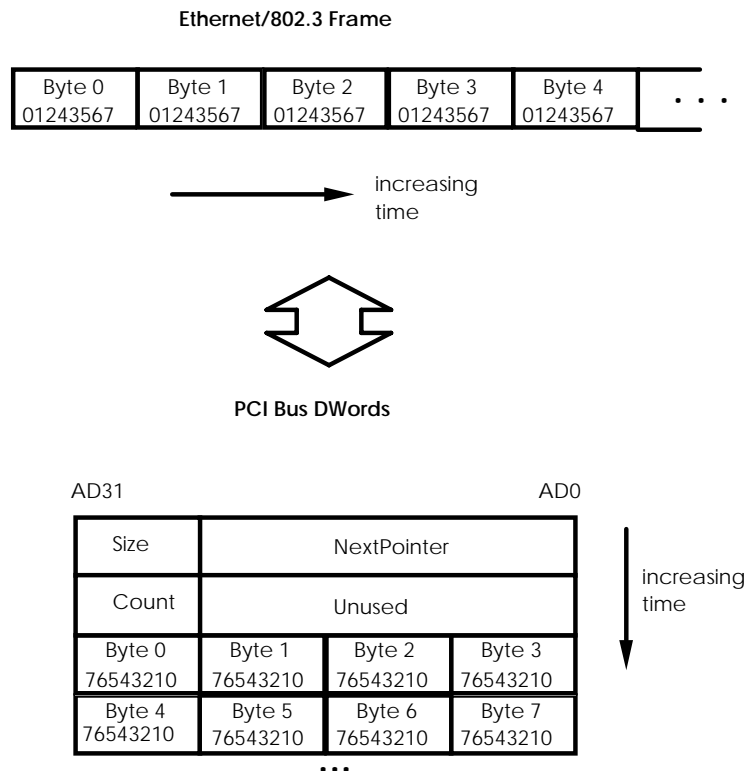 Ethernet/802.3 Frame
Byte 0 Byte 1 Byte 2 Byte 3 Byte 4
01243567 01243567 01243567 01243567 01243567 . . .
increasing
time
PCI Bus DWords
AD31 AD0
Size NextPointer
Count Unused
increasing
time
Byte 0 Byte 1 Byte 2 Byte 3
76543210 76543210 76543210 76543210
Byte 4 Byte 5 Byte 6 Byte 7
76543210 76543210 76543210 76543210
...